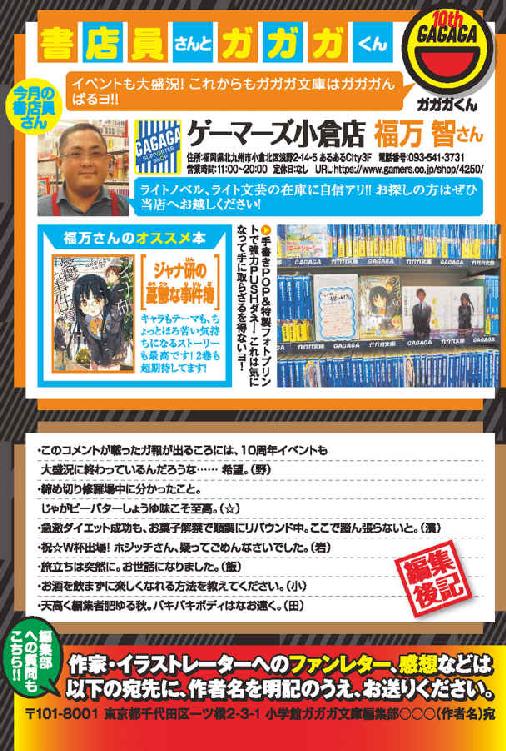 書店員さんとガガガくん
10th
GAGAGA
ガガガくん
イベントも大盛況! これからもガガガ文庫はガガガん
ばるヨ!!
今月の
書店員
さん
GAGAGA
ゲーマーズ小倉店 福万 智さん
住所:福岡県北九州市小倉北区浅野2-14-5 あるあるCity3F 電話番号:093-541-3731
営業時間:11:00~20:00 定休日:なし URL:https://www.gamers.co.jp/shop/4250/
ライトノベル、ライト文芸の在庫に自信アリ!! お探しの方はぜひ
当店へお越しください!
福万さんのオススメ本
ジャナ研の
憂鬱な事件簿
キャラもテーマも、ち
ょっとほろ苦い気持
ちになるストーリー
も最高です!2巻も
超期待してます!
▶手書きPOP&特製フォトプリン
トで強力PUSHダネ! これは気に
なって手に取らざるを得ないョ!
GAGAGA
ガガガ文庫
GAGAGA
・このコメントが載ったガ報が出るころには、10周年イベントも
大盛況に終わっているんだろうな…… 希望。(野)
・締め切り修羅場中に分かったこと。
じゃがビーバターしょうゆ味こそ至高。(☆)
・急激ダイエット成功も、お菓子解禁で順調にリバウンド中。ここで踏ん張らないと。(濱)
・祝☆W杯出場! ホジッチさん、疑ってごめんなさいでした。(岩)
・旅立ちは突然に。お世話になりました。(飯)
・お酒を飲まずに楽しくなれる方法を教えてください。(小)
・天高く編集者肥ゆる秋。バキバキボディはなお遠く。(田)
編集
後記
編集部
への質問も
こちら!!
作家・イラストレーターへのファンレター、感想などは
以下の宛先に、作者名を明記のうえ、お送りください。
〒101-8001 東京都千代田区一ツ橋2-3-1 小学館ガガガ文庫編集部○○○(作者名)宛